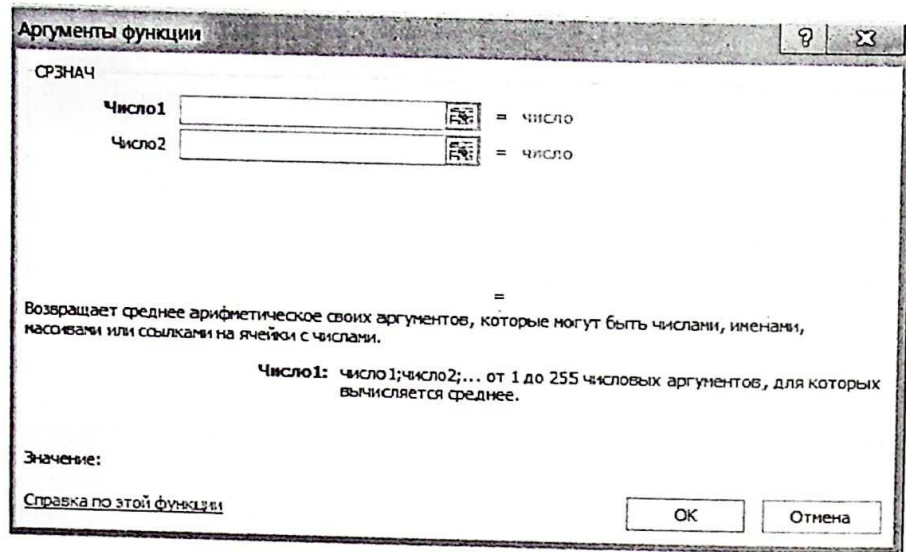 Аргументы функции
СРЗНАЧ
Число1 = число
Число2 = число
=
Возвращает среднее арифметическое своих аргументов, которые могут быть числами, именами,
массивами или ссылками на ячейки с числами.
Число1: число1;число2;... от 1 до 255 числовых аргументов, для которых
вычисляется среднее.
Значение:
Справка по этой функции
ОК Отмена